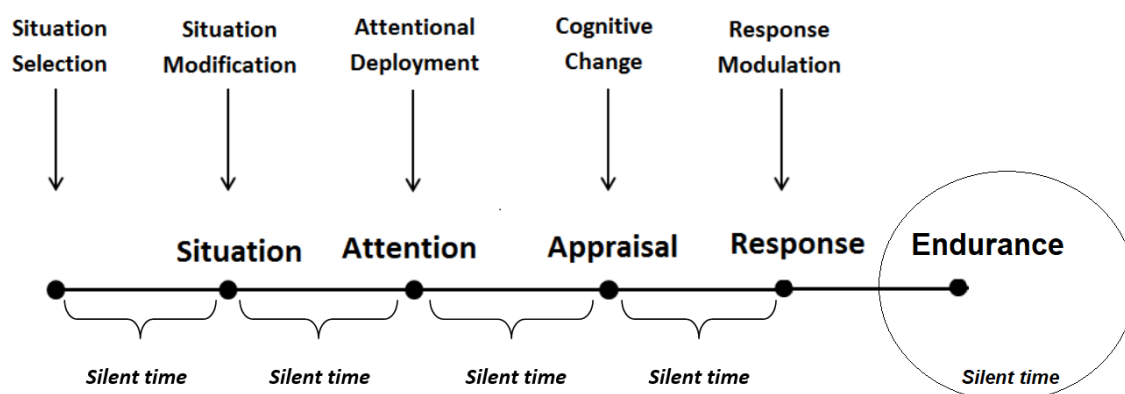 Situation
Selection
Situation
Modification
Attentional
Deployment
Cognitive
Change
Response
Modulation
Situation
Attention
Appraisal
Response
Endurance
Silent time
Silent time
Silent time
Silent time
Silent time